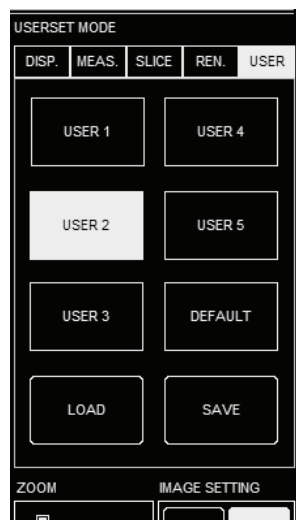 USERSET MODE
DISP. MEAS. SLICE REN. USER
USER 1 USER 4
USER 2 USER 5
USER 3 DEFAULT
LOAD SAVE
ZOOM IMAGE SETTING